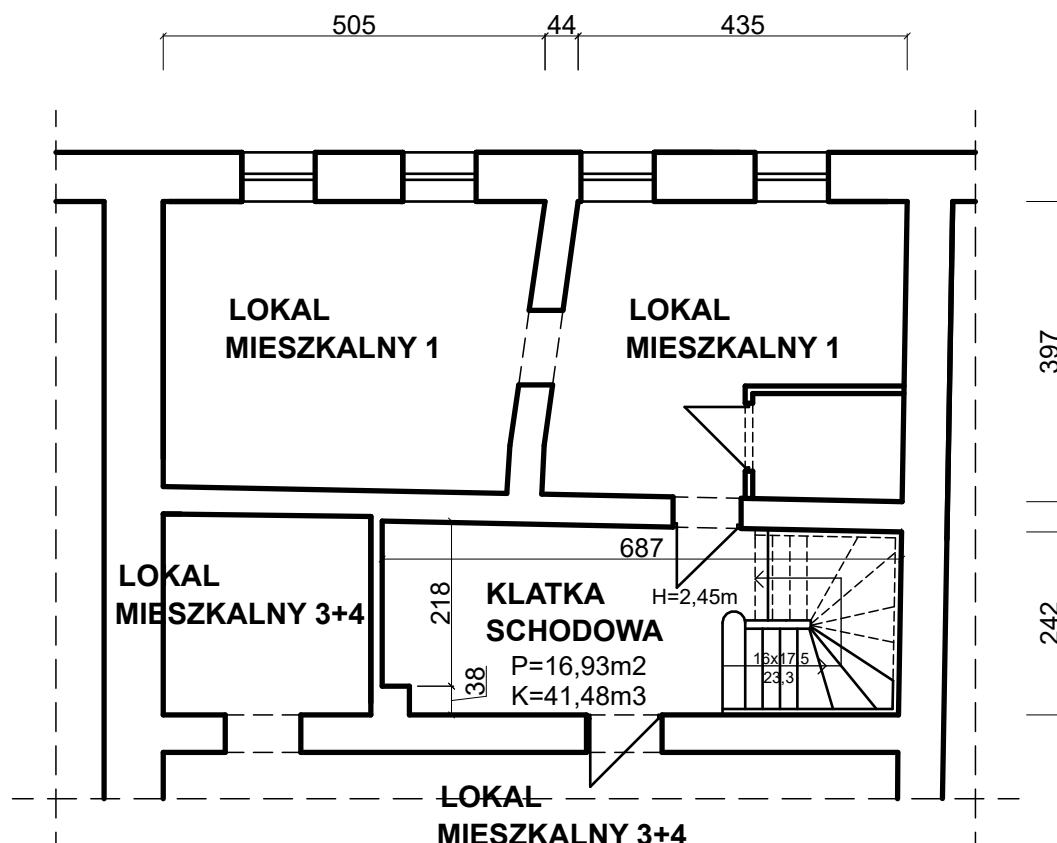 505
44
435
LOKAL
MIESZKALNY 1
LOKAL
MIESZKALNY 1
397
687
LOKAL
MIESZKALNY 3+4
218
38
KLATKA
SCHODOWA
P=16,93m2
K=41,48m3
H=2,45m
16x17,5
23,3
242
LOKAL
MIESZKALNY 3+4